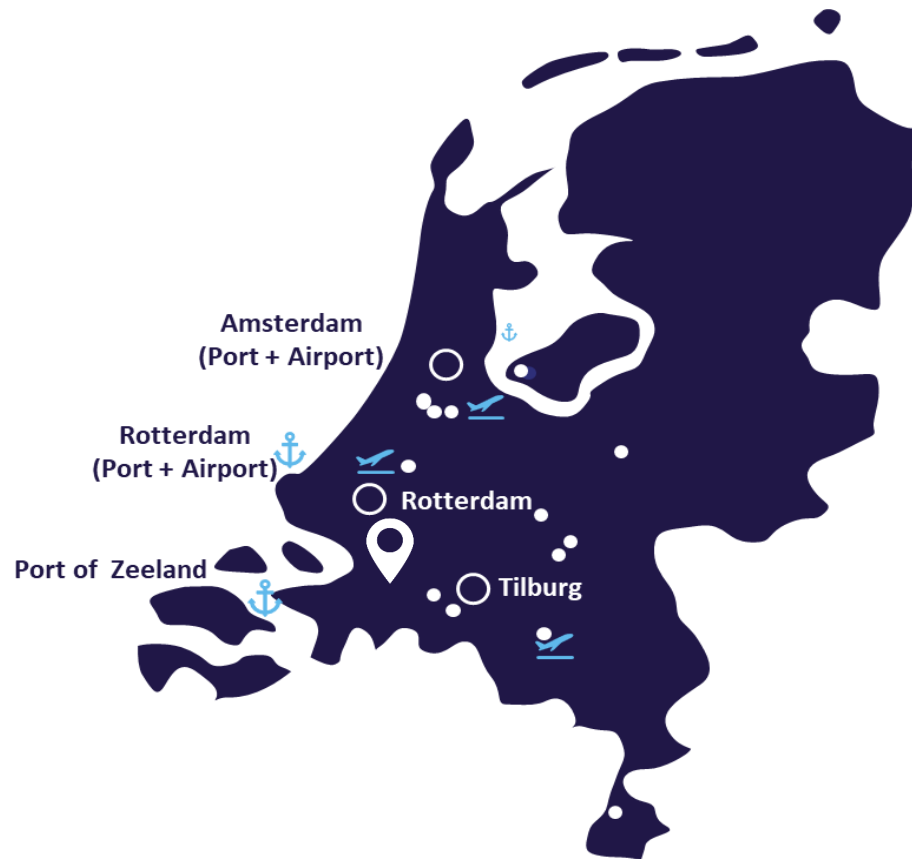 Amsterdam
(Port + Airport)
Rotterdam
(Port + Airport)
Rotterdam
Port of Zeeland
Tilburg